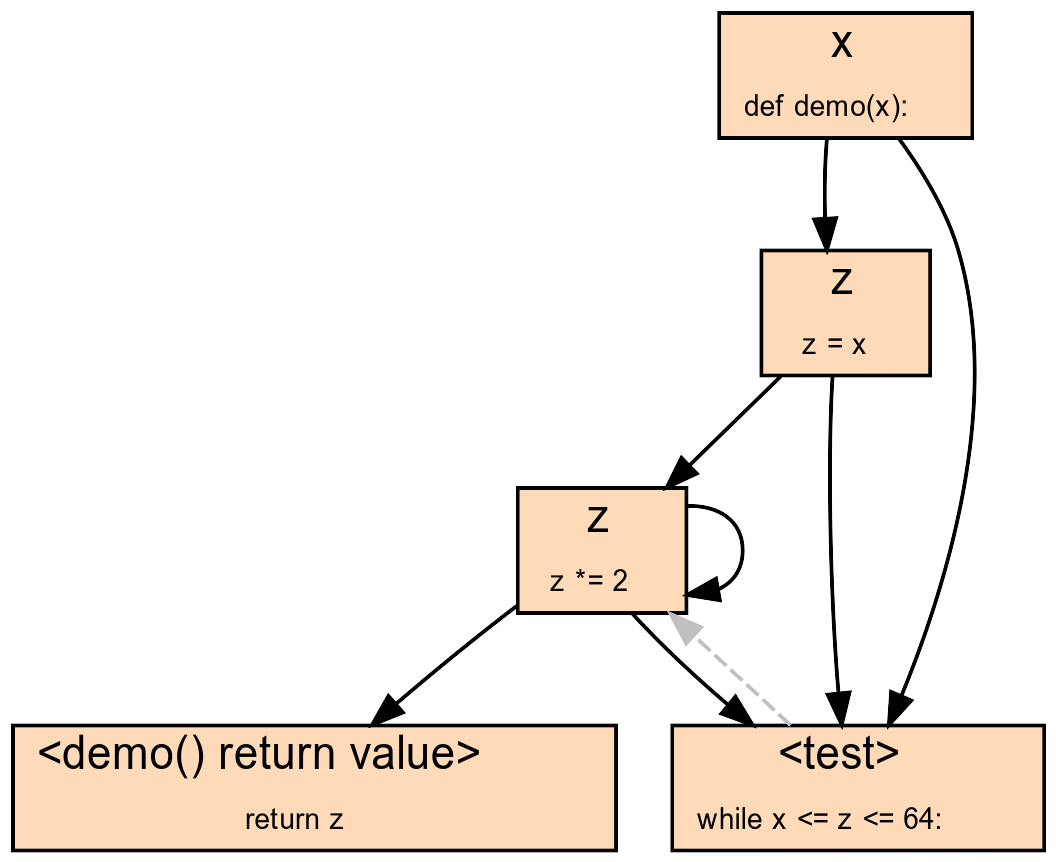 x
def demo(x):
z
z = x
z
z *= 2
<demo() return value>
return z
<test>
while x <= z <= 64: